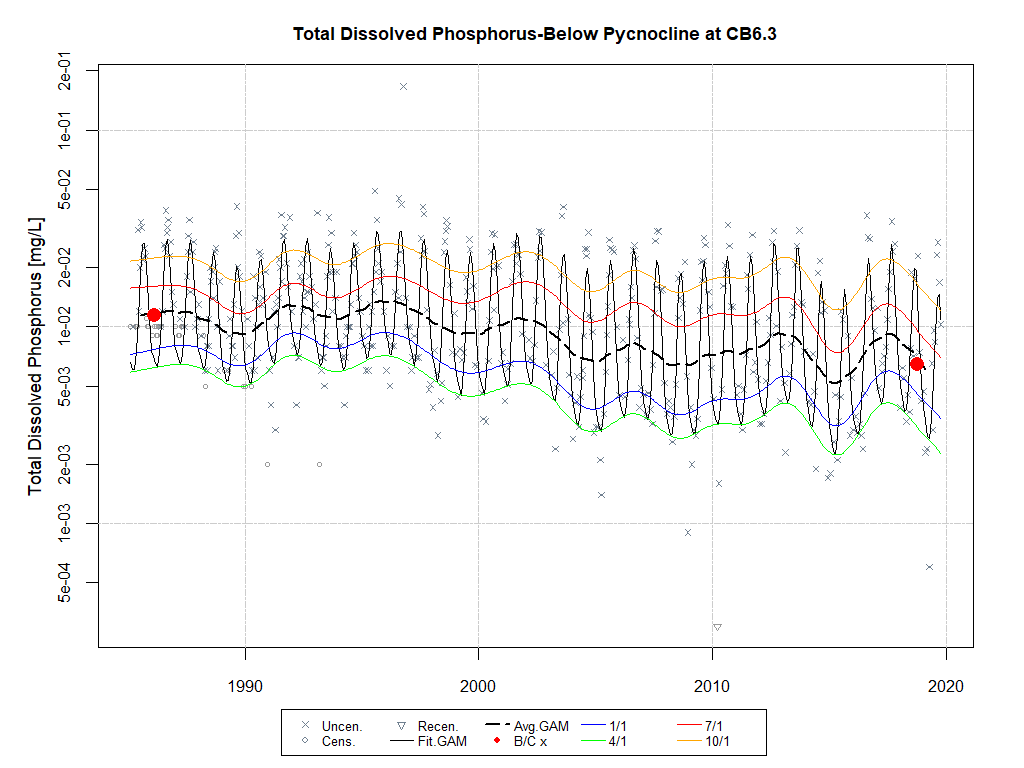 Total Dissolved Phosphorus-Below Pycnocline at CB6.3
Total Dissolved Phosphorus [mg/L]
2e-01
1e-01
5e-02
2e-02
1e-02
5e-03
2e-03
1e-03
5e-04
1990 2000 2010 2020
Uncen. Recen. Avg.GAM 1/1 7/1
Cens. Fit.GAM B/C x 4/1 10/1